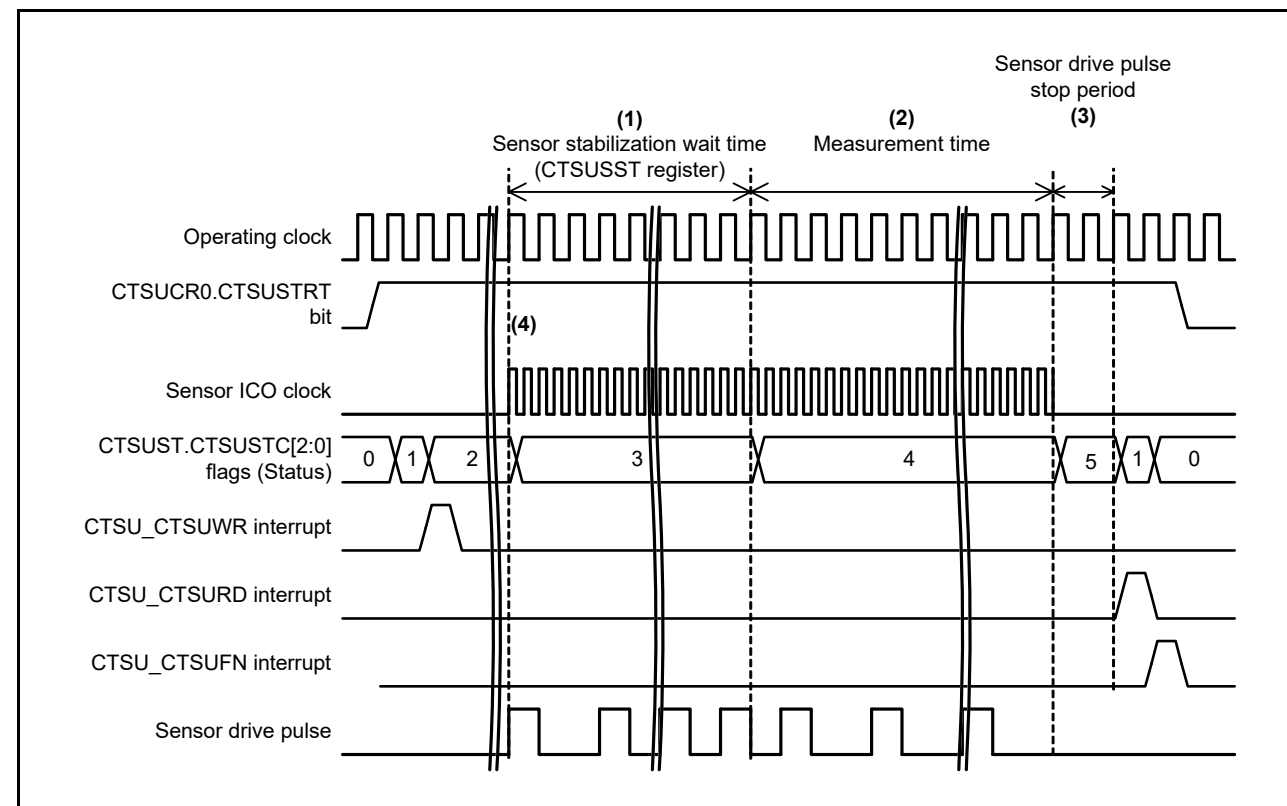 Sensor drive pulse
stop period
(3)
(1)
Sensor stabilization wait time
(CTSUSST register)
(2)
Measurement time
Operating clock
CTSUCR0.CTSUSTRT
bit
(4)
Sensor ICO clock
CTSUST.CTSUSTC[2:0]
flags (Status)
0 1 2 3 4 5 1 0
CTSU_CTSUWR interrupt
CTSU_CTSURD interrupt
CTSU_CTSUFN interrupt
Sensor drive pulse